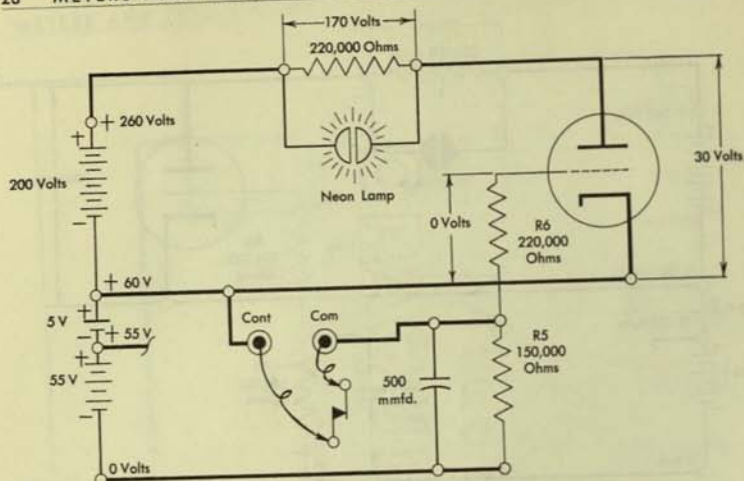 170 Volts
220,000 Ohms
+ 260 Volts
+
200 Volts
-
Neon Lamp
30 Volts
0 Volts
R6
220,000
Ohms
+ 60 V
+
5 V
-
+ 55 V
+
55 V
-
Cont
Com
500
mmfd.
R5
150,000
Ohms
0 Volts